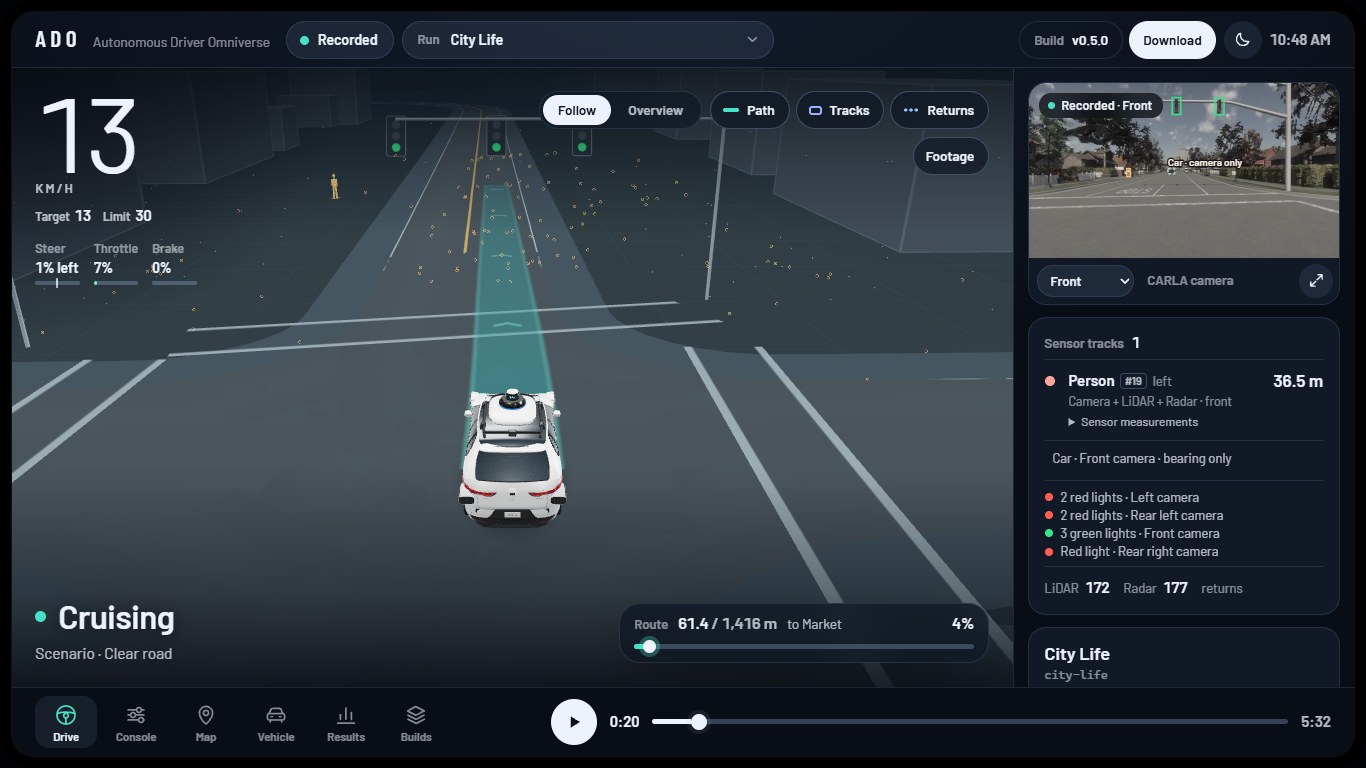 ADO Autonomous Driver Omniverse
Recorded
Run City Life
Build v0.5.0
Download
10:48 AM
13
KM/H
Target 13 Limit 30
Steer Throttle Brake
1% left 7% 0%
Follow Overview
Path
Tracks
Returns
Footage
Recorded · Front
Car · camera only
Front
CARLA camera
Sensor tracks 1
Person #19 left 36.5 m
Camera + LiDAR + Radar · front
Sensor measurements
Car · Front camera · bearing only
2 red lights · Left camera
2 red lights · Rear left camera
3 green lights · Front camera
Red light · Rear right camera
LiDAR 172 Radar 177 returns
City Life
city-life
Cruising
Scenario · Clear road
Route 61.4 / 1,416 m to Market 4%
Drive
Console
Map
Vehicle
Results
Builds
0:20
5:32